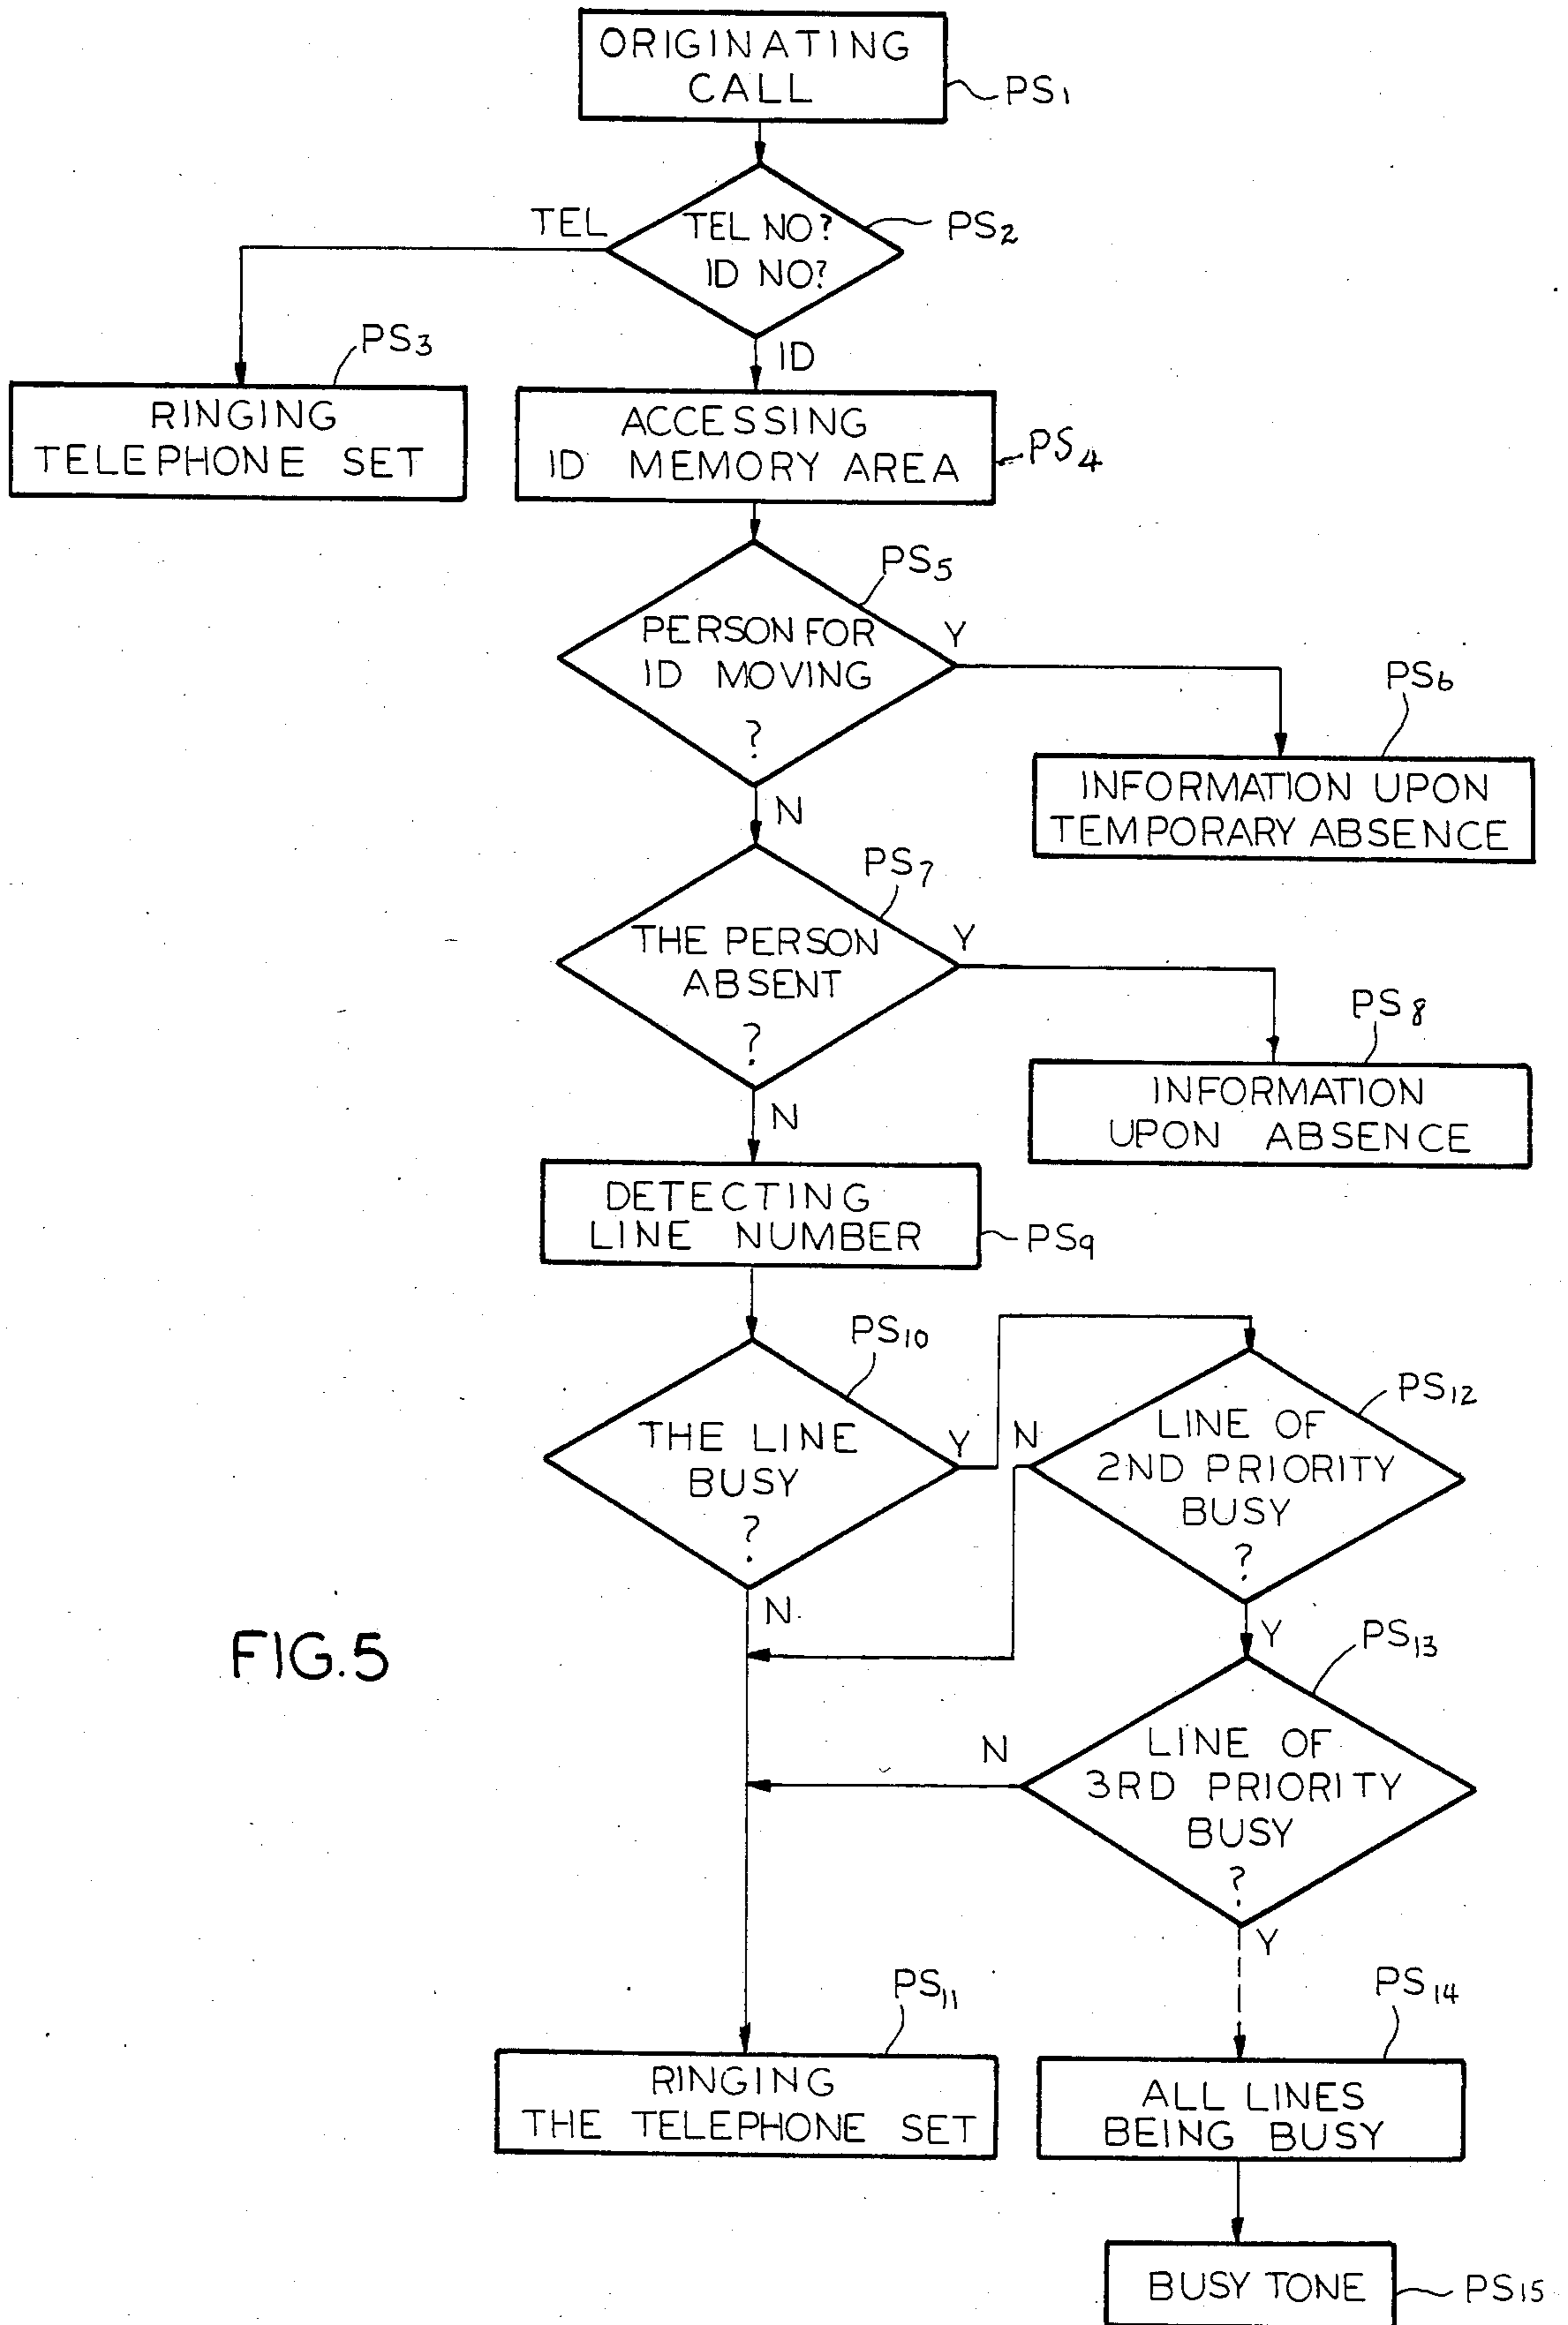 ORIGINATING
CALL
PS1
TEL
TEL NO?
ID NO?
PS2
ID
PS3
RINGING
TELEPHONE SET
ACCESSING
ID MEMORY AREA
PS4
PS5
PERSON FOR
ID MOVING
?
Y
N
PS6
INFORMATION UPON
TEMPORARY ABSENCE
PS7
THE PERSON
ABSENT
?
Y
N
PS8
INFORMATION
UPON ABSENCE
DETECTING
LINE NUMBER
PS9
PS10
THE LINE
BUSY
?
Y
N
PS12
LINE OF
2ND PRIORITY
BUSY
?
N
Y
FIG.5
PS13
LINE OF
3RD PRIORITY
BUSY
?
N
Y
PS11
RINGING
THE TELEPHONE SET
PS14
ALL LINES
BEING BUSY
BUSY TONE
PS15